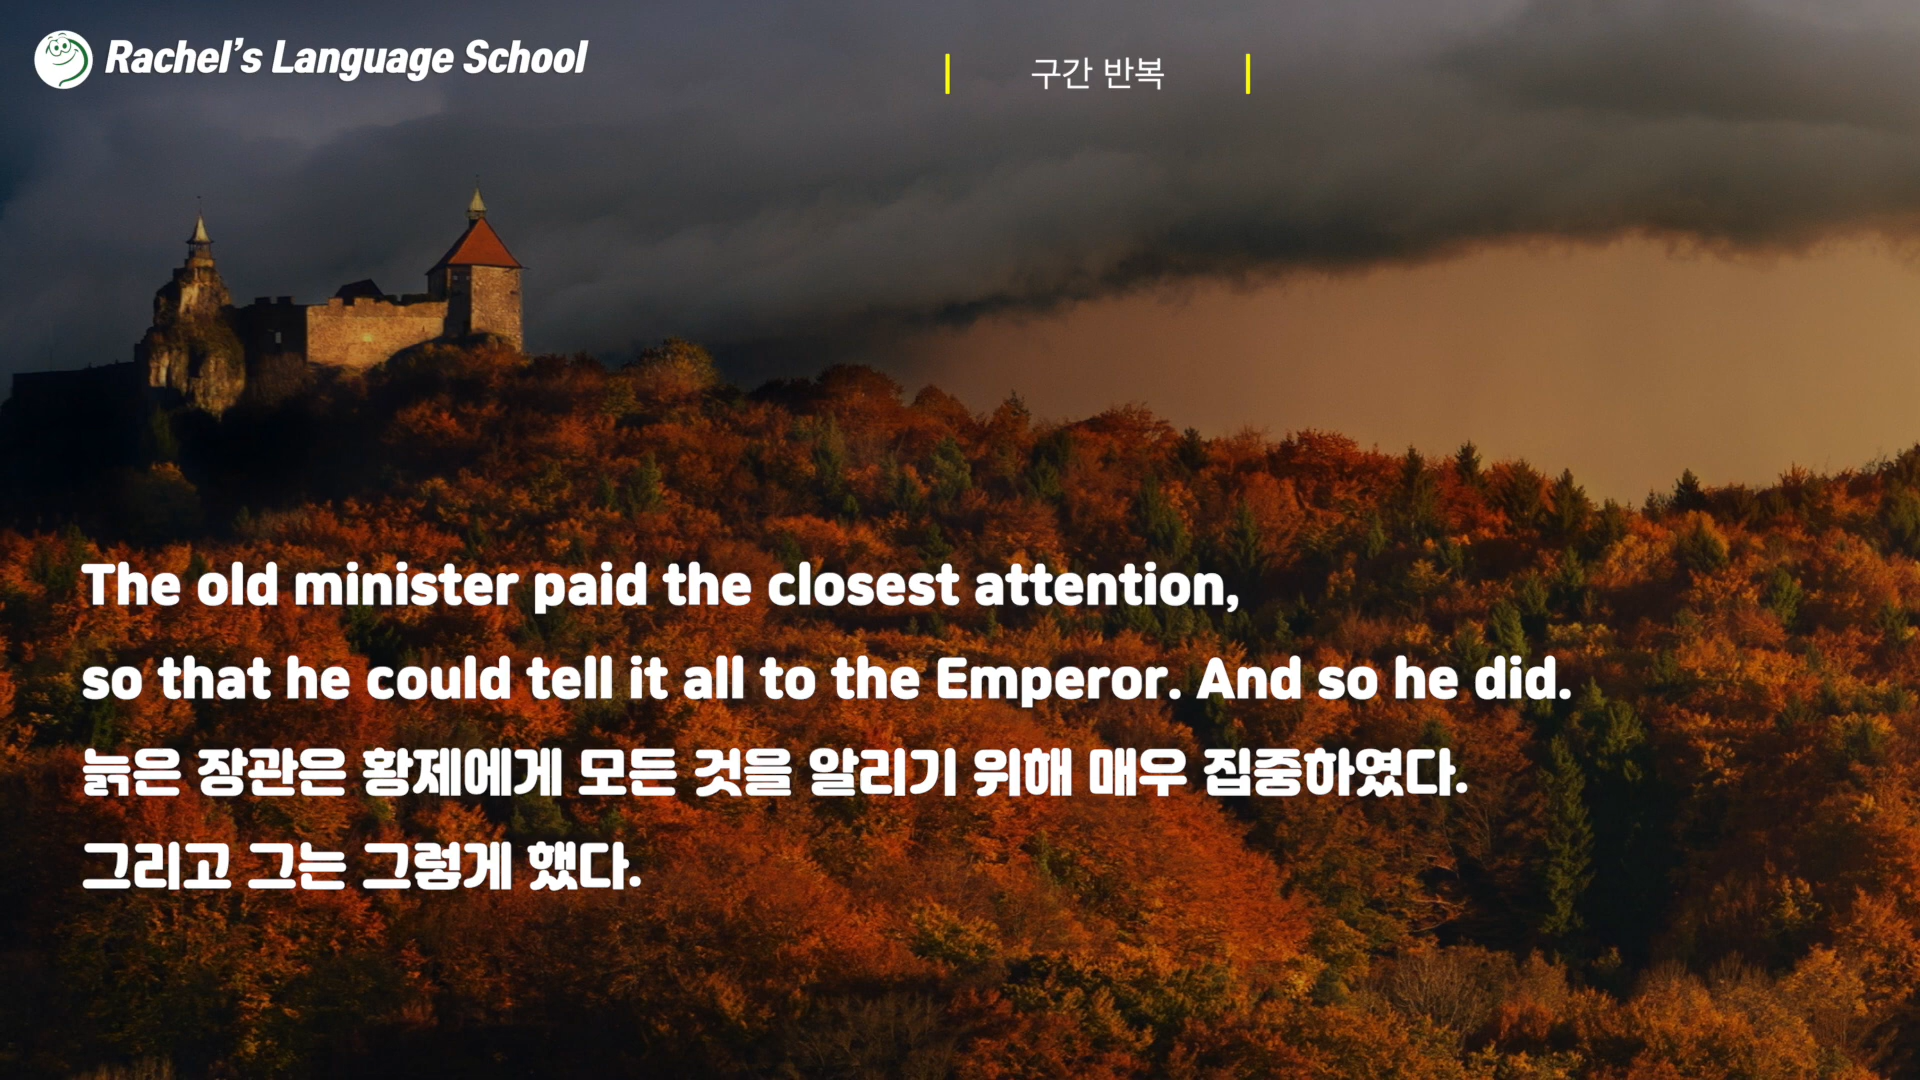 Rachel's Language School
구간 반복
The old minister paid the closest attention,
so that he could tell it all to the Emperor. And so he did.
늙은 장관은 황제에게 모든 것을 알리기 위해 매우 집중하였다.
그리고 그는 그렇게 했다.